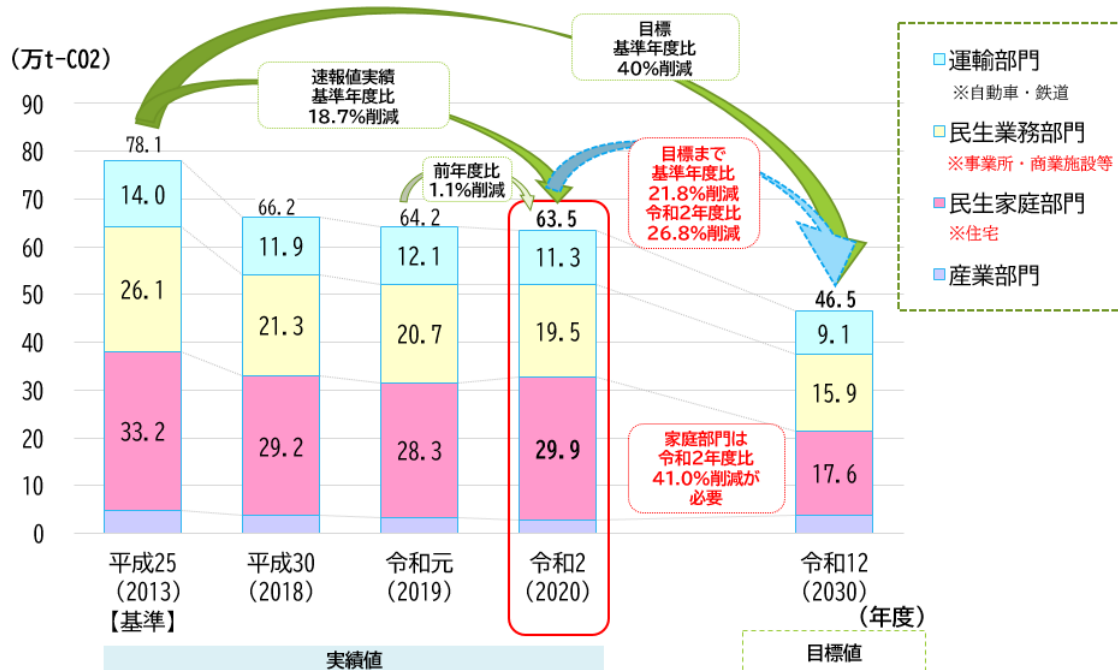 目標
基準年度比
40%削減
(万t-CO2)
速報値実績
基準年度比
18.7%削減
運輸部門
※自動車・鉄道
民生業務部門
※事業所・商業施設等
民生家庭部門
※住宅
産業部門
前年度比
1.1%削減
目標まで
基準年度比
21.8%削減
令和2年度比
26.8%削減
90
80
70
60
50
40
30
20
10
0
78.1
14.0
26.1
33.2
66.2
11.9
21.3
29.2
64.2
12.1
20.7
28.3
63.5
11.3
19.5
29.9
46.5
9.1
15.9
17.6
家庭部門は
令和2年度比
41.0%削減が
必要
平成25
(2013)
【基準】
平成30
(2018)
令和元
(2019)
令和2
(2020)
令和12
(2030)
(年度)
実績値
目標値